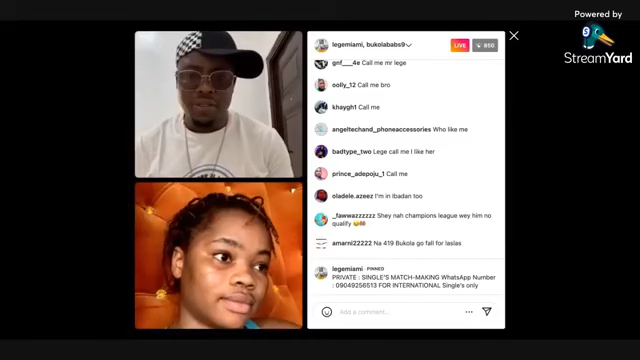 Powered by
StreamYard
legemiami, bukolababs9
LIVE
850
gnf___4e Call me mr lege
oolly_12 Call me bro
khaygh1 Call me
angeltechand_phoneaccessories Who like me
badtype_two Lege call me I like her
prince_adepoju_1 Call me
oladele.azeez I'm in Ibadan too
_fawwazzzzzz Shey nah champions league wey him no
qualify 😂
amarni22222 Na 419 Bukola go fall for laslas
legemiami · PINNED
PRIVATE : SINGLE'S MATCH-MAKING WhatsApp Number
: 09049256513 FOR INTERNATIONAL Single's only
Add a comment...